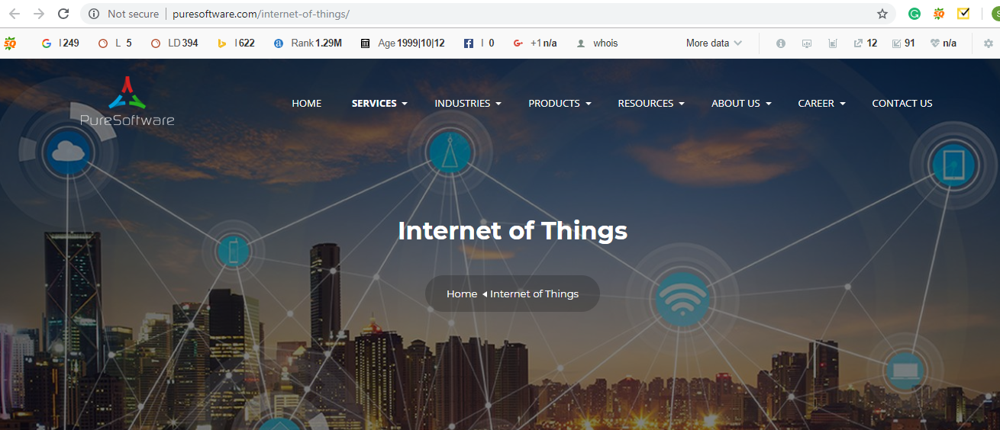 Not secure | puresoftware.com/internet-of-things/
SQ I 249 L 5 LD 394 I 622 Rank 1.29M Age 1999|10|12 I 0 +1 n/a whois More data 12 91 n/a
HOME SERVICES INDUSTRIES PRODUCTS RESOURCES ABOUT US CAREER CONTACT US
PureSoftware
Internet of Things
Home Internet of Things